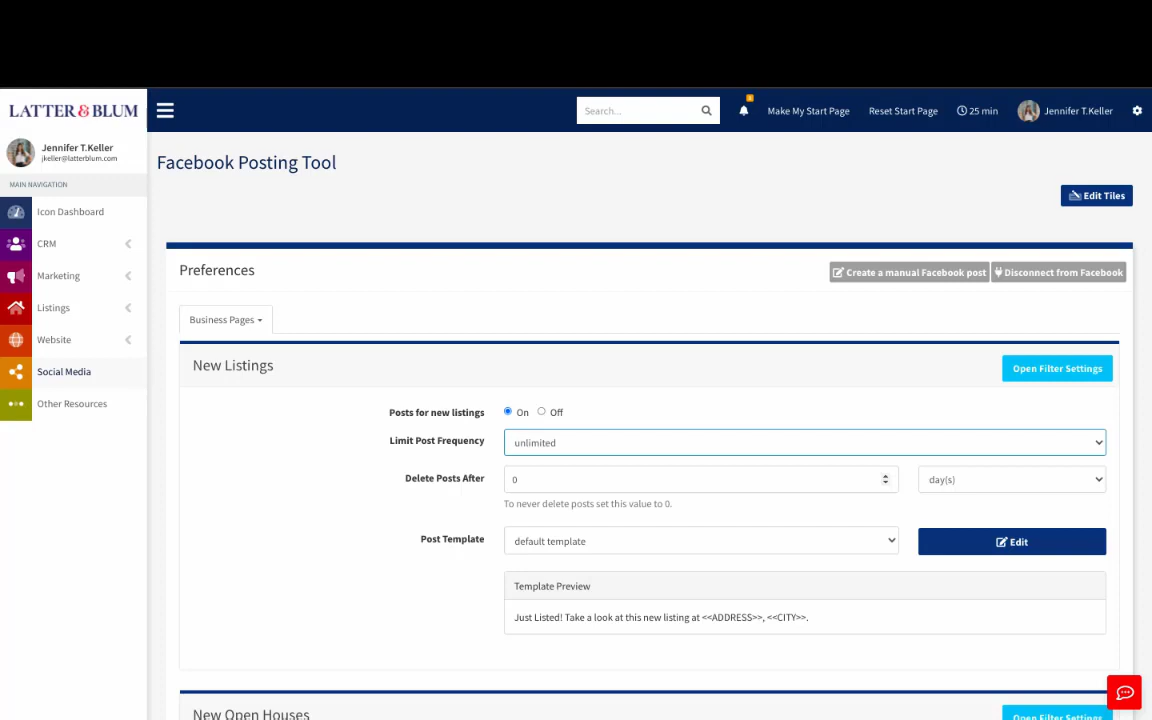 LATTER & BLUM
Search...
Make My Start Page
Reset Start Page
25 min
Jennifer T.Keller
Jennifer T.Keller
jkeller@latterblum.com
MAIN NAVIGATION
Icon Dashboard
CRM
Marketing
Listings
Website
Social Media
Other Resources
Facebook Posting Tool
Edit Tiles
Preferences
Create a manual Facebook post
Disconnect from Facebook
Business Pages
New Listings
Open Filter Settings
Posts for new listings
On
Off
Limit Post Frequency
unlimited
Delete Posts After
0
day(s)
To never delete posts set this value to 0.
Post Template
default template
Edit
Template Preview
Just Listed! Take a look at this new listing at <<ADDRESS>>, <<CITY>>.
New Open Houses
Open Filter Settings